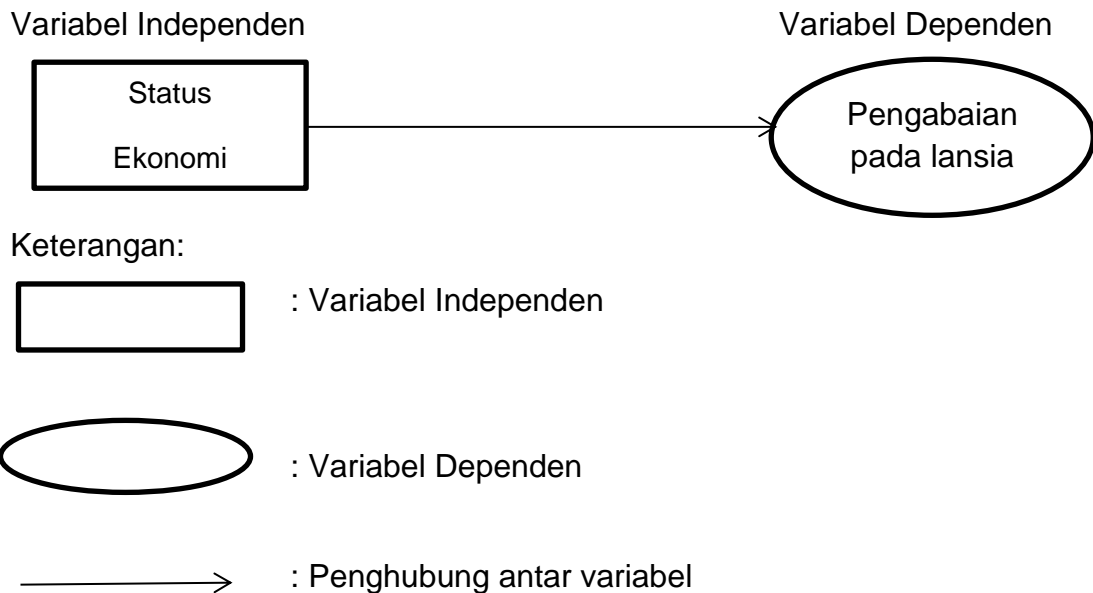 Variabel Independen
Variabel Dependen
Status
Ekonomi
Pengabaian
pada lansia
Keterangan:
: Variabel Independen
: Variabel Dependen
: Penghubung antar variabel